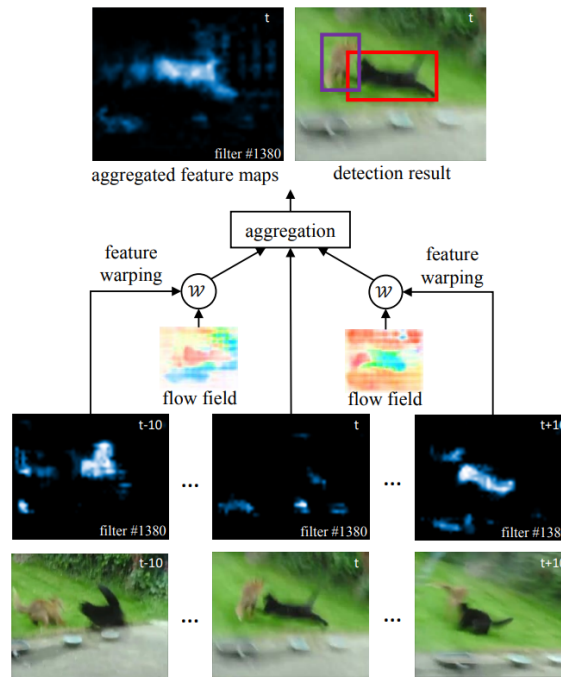 t
filter #1380
aggregated feature maps
detection result
aggregation
feature
warping
feature
warping
W
W
flow field
flow field
t-10
t
t+10
...
...
filter #1380
filter #1380
filter #138
t-10
t
t+10
...
...